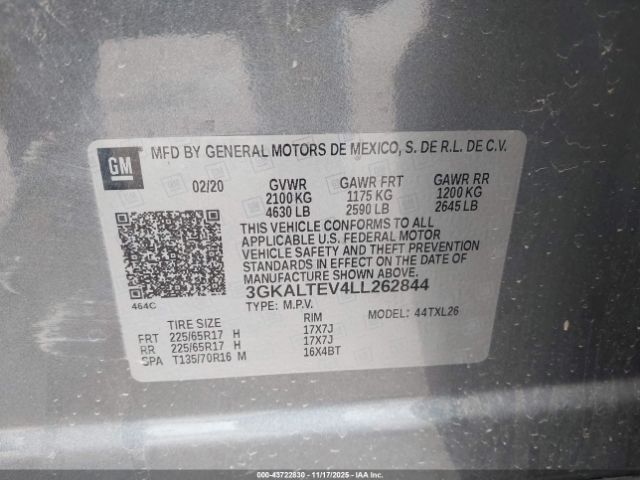 GM
MFD BY GENERAL MOTORS DE MEXICO, S. DE R.L. DE C.V.
02/20 GVWR GAWR FRT GAWR RR
2100 KG 1175 KG 1200 KG
4630 LB 2590 LB 2645 LB
THIS VEHICLE CONFORMS TO ALL
APPLICABLE U.S. FEDERAL MOTOR
VEHICLE SAFETY AND THEFT PREVENTION
STANDARDS IN EFFECT ON THE DATE OF
MANUFACTURE SHOWN ABOVE.
464C
3GKALTEV4LL262844
TYPE: M.P.V. MODEL: 44TXL26
TIRE SIZE RIM
FRT 225/65R17 H 17X7J
RR 225/65R17 H 17X7J
SPA T135/70R16 M 16X4BT
00-43722830 - 11/17/2025 - IAA Inc.